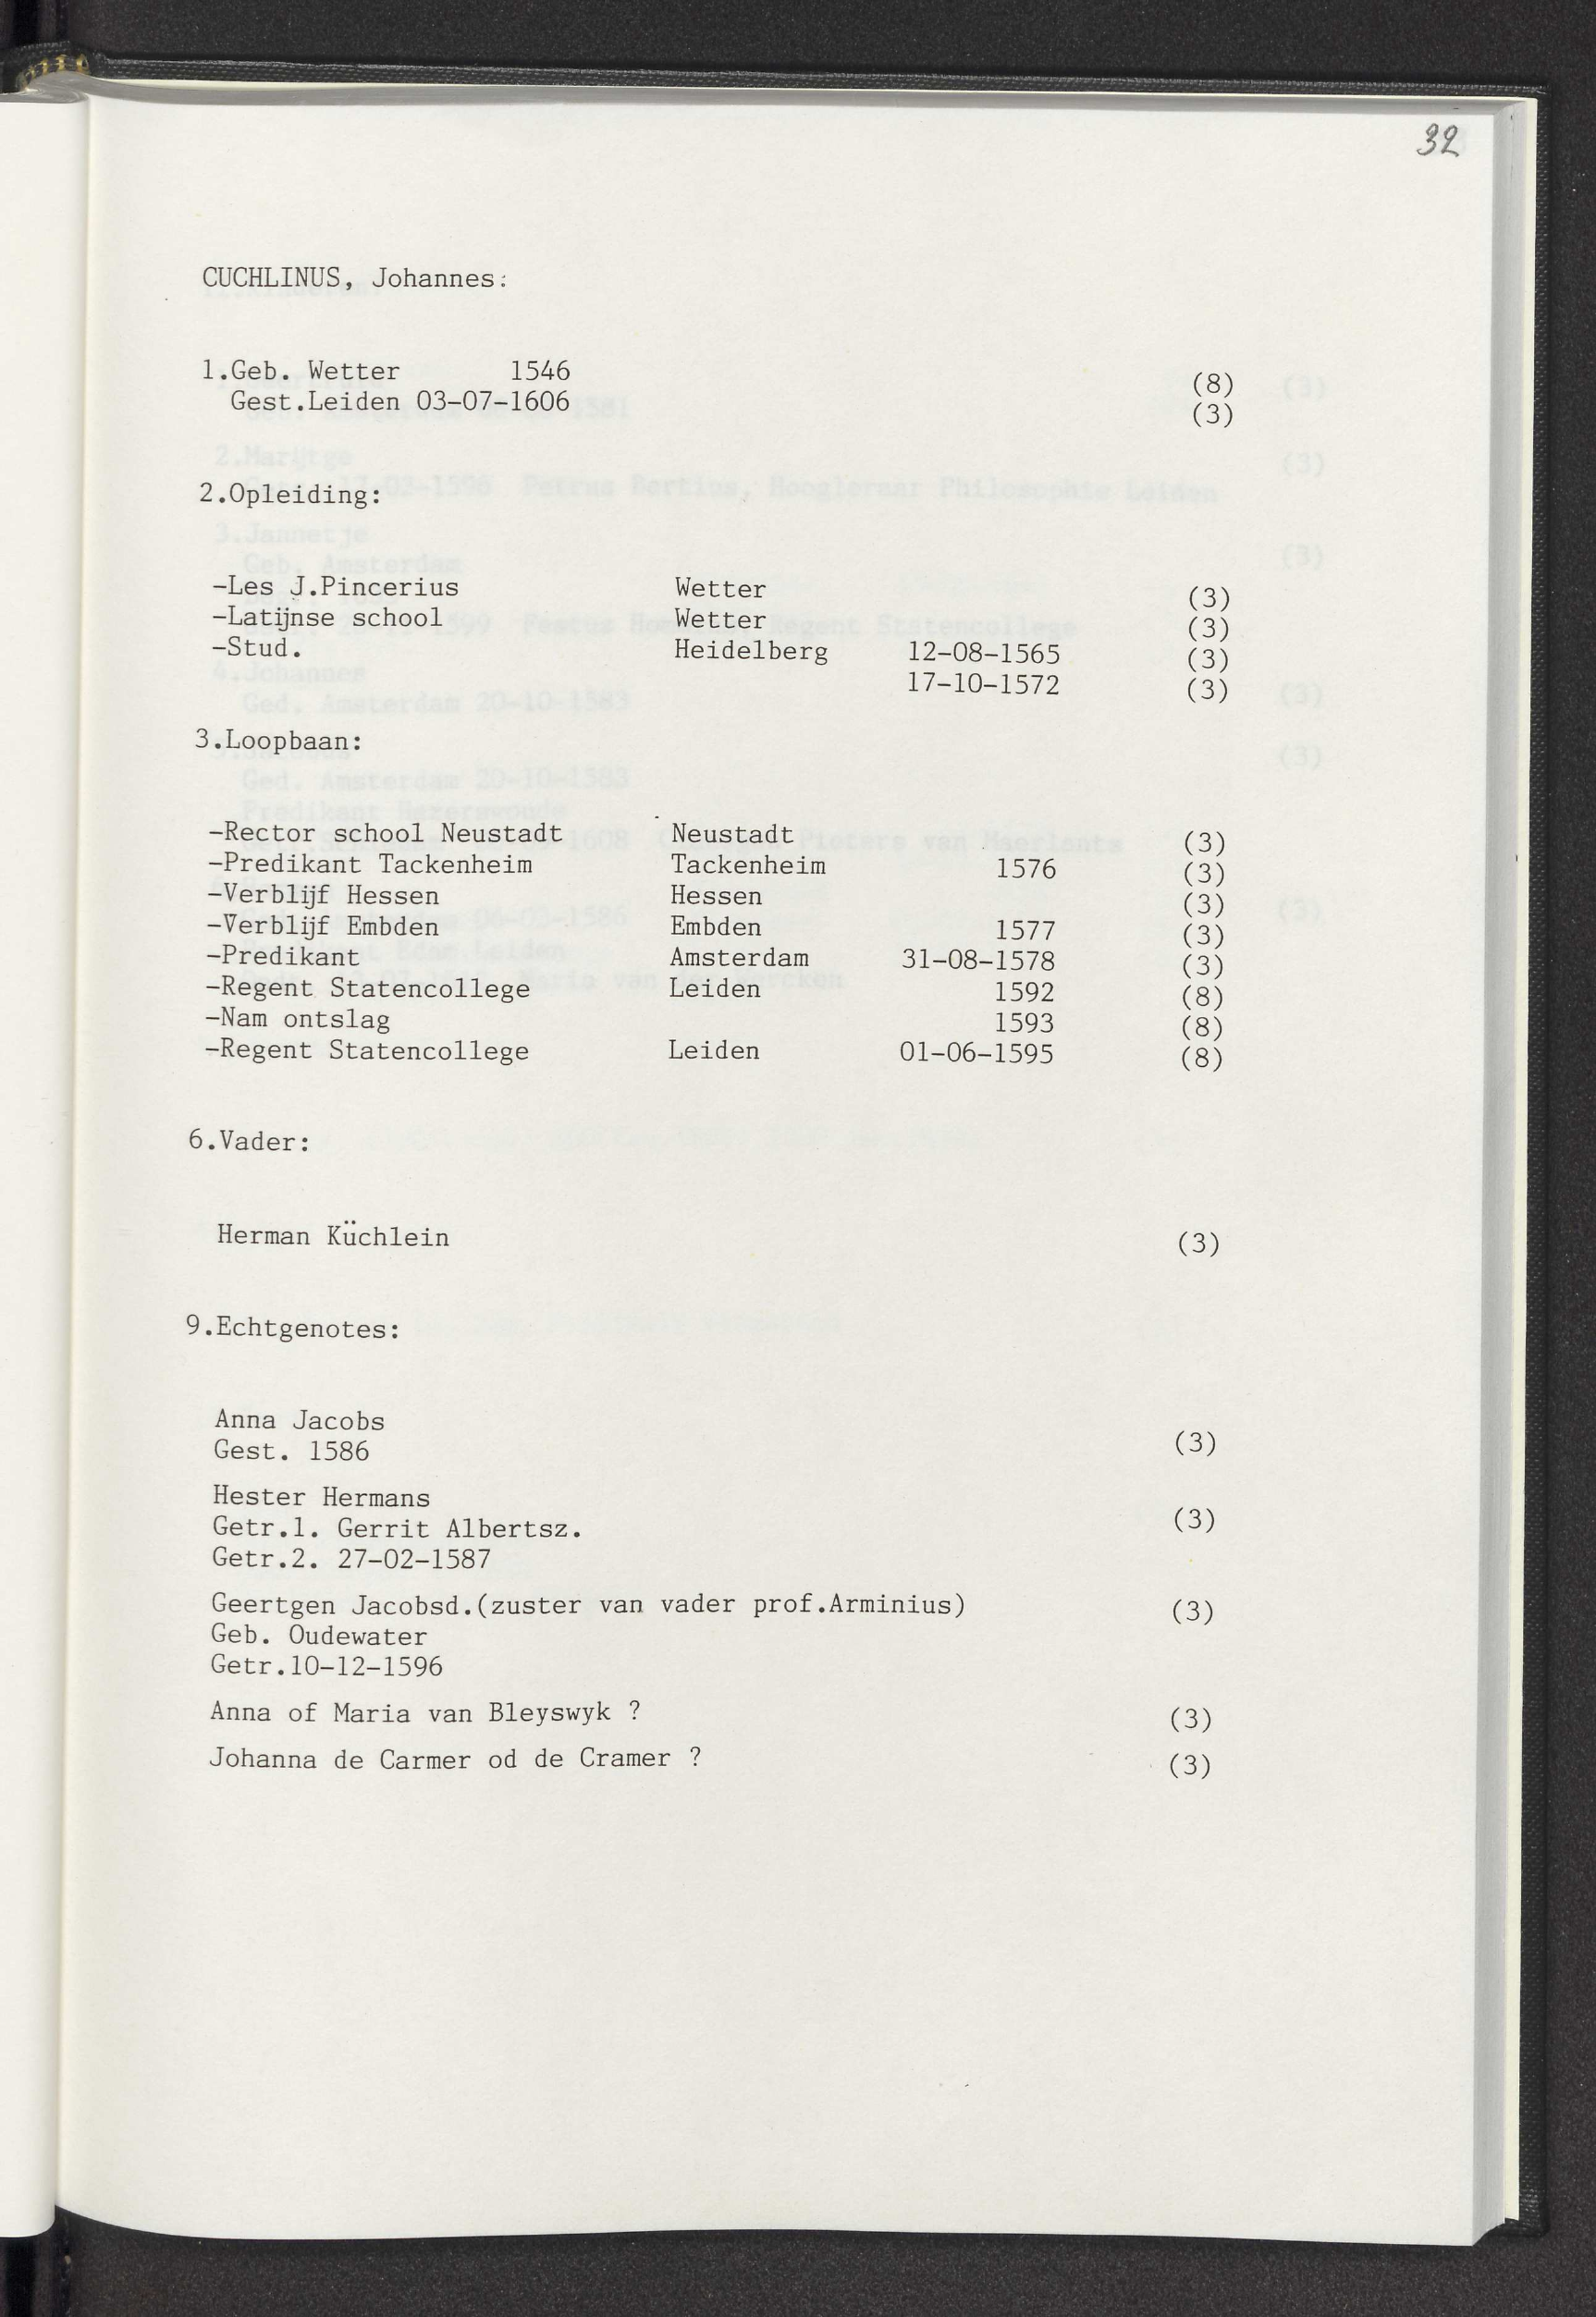 32
CUCHLINUS, Johannes:
1.Geb. Wetter 1546 (8)
Gest.Leiden 03-07-1606 (3)
2.Opleiding:
-Les J.Pincerius Wetter (3)
-Latijnse school Wetter (3)
-Stud. Heidelberg 12-08-1565 (3)
17-10-1572 (3)
3.Loopbaan:
-Rector school Neustadt Neustadt (3)
-Predikant Tackenheim Tackenheim 1576 (3)
-Verblijf Hessen Hessen (3)
-Verblijf Embden Embden 1577 (3)
-Predikant Amsterdam 31-08-1578 (3)
-Regent Statencollege Leiden 1592 (8)
-Nam ontslag 1593 (8)
-Regent Statencollege Leiden 01-06-1595 (8)
6.Vader:
Herman Küchlein (3)
9.Echtgenotes:
Anna Jacobs
Gest. 1586 (3)
Hester Hermans
Getr.1. Gerrit Albertsz. (3)
Getr.2. 27-02-1587
Geertgen Jacobsd.(zuster van vader prof.Arminius) (3)
Geb. Oudewater
Getr.10-12-1596
Anna of Maria van Bleyswyk ? (3)
Johanna de Carmer od de Cramer ? (3)